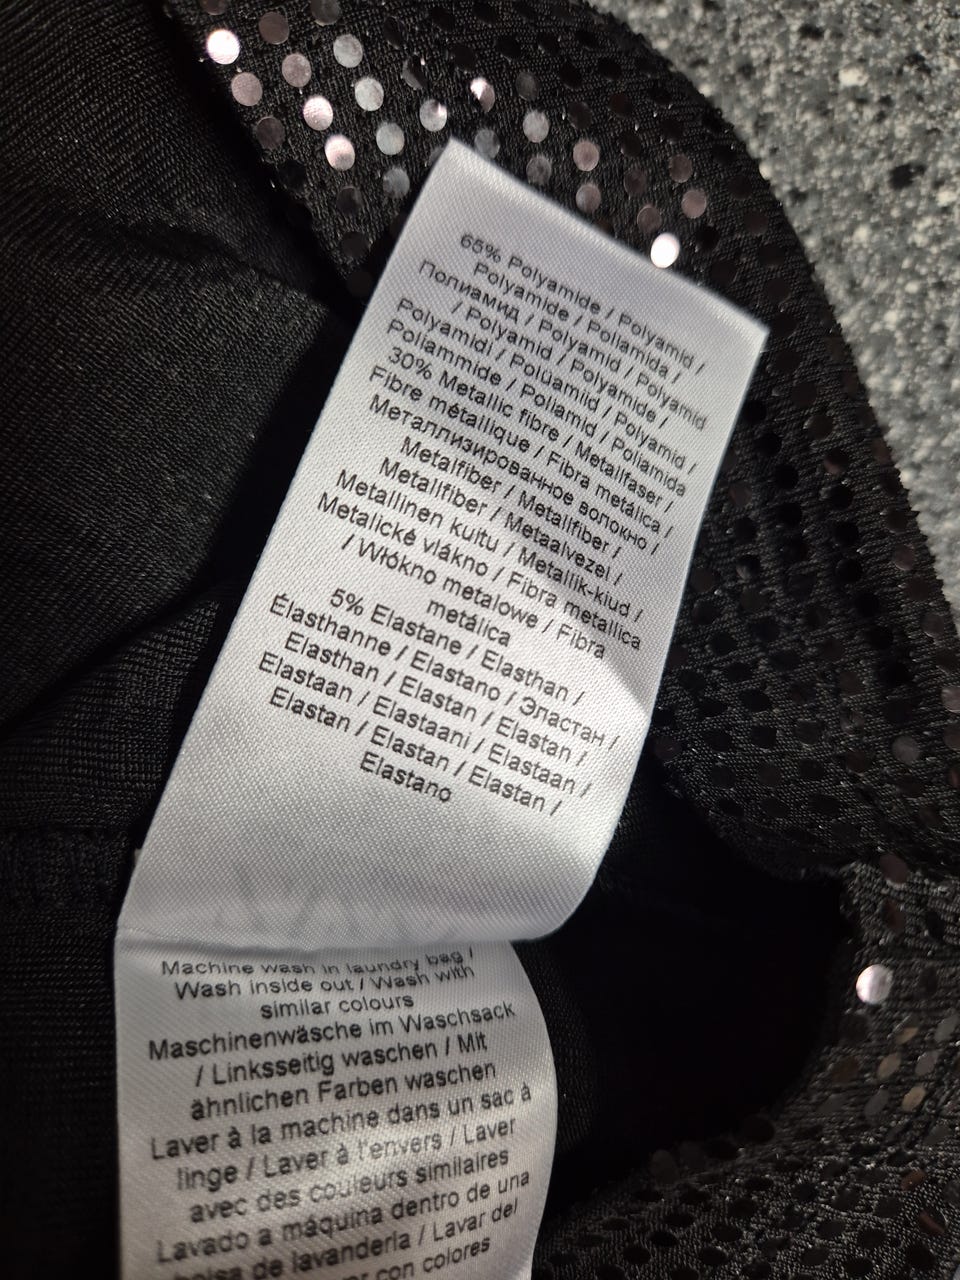 65% Polyamide / Polyamid /
Polyamide / Poliamida /
Полиамид / Polyamid / Polyamid
/ Polyamid / Polyamide /
Polyamidi / Polüamiid / Polyamid /
Poliammide / Poliamid / Poliamida
30% Metallic fibre / Metallfaser /
Fibre métallique / Fibra metálica /
Металлизированное волокно /
Metalfiber / Metallfiber /
Metallfiber / Metaalvezel /
Metallinen kuitu / Metallik-kiud /
Metalické vlákno / Fibra metallica
/ Włókno metalowe / Fibra
metálica
5% Elastane / Elasthan /
Élasthanne / Elastano / Эластан /
Elasthan / Elastan / Elastan /
Elastaan / Elastaani / Elastaan /
Elastan / Elastan / Elastan /
Elastano
Machine wash in laundry bag /
Wash inside out / Wash with
similar colours
Maschinenwäsche im Waschsack
/ Linksseitig waschen / Mit
ähnlichen Farben waschen
Laver à la machine dans un sac à
linge / Laver à l'envers / Laver
avec des couleurs similaires
Lavado a máquina dentro de una
bolsa de lavandería / Lavar del
con colores